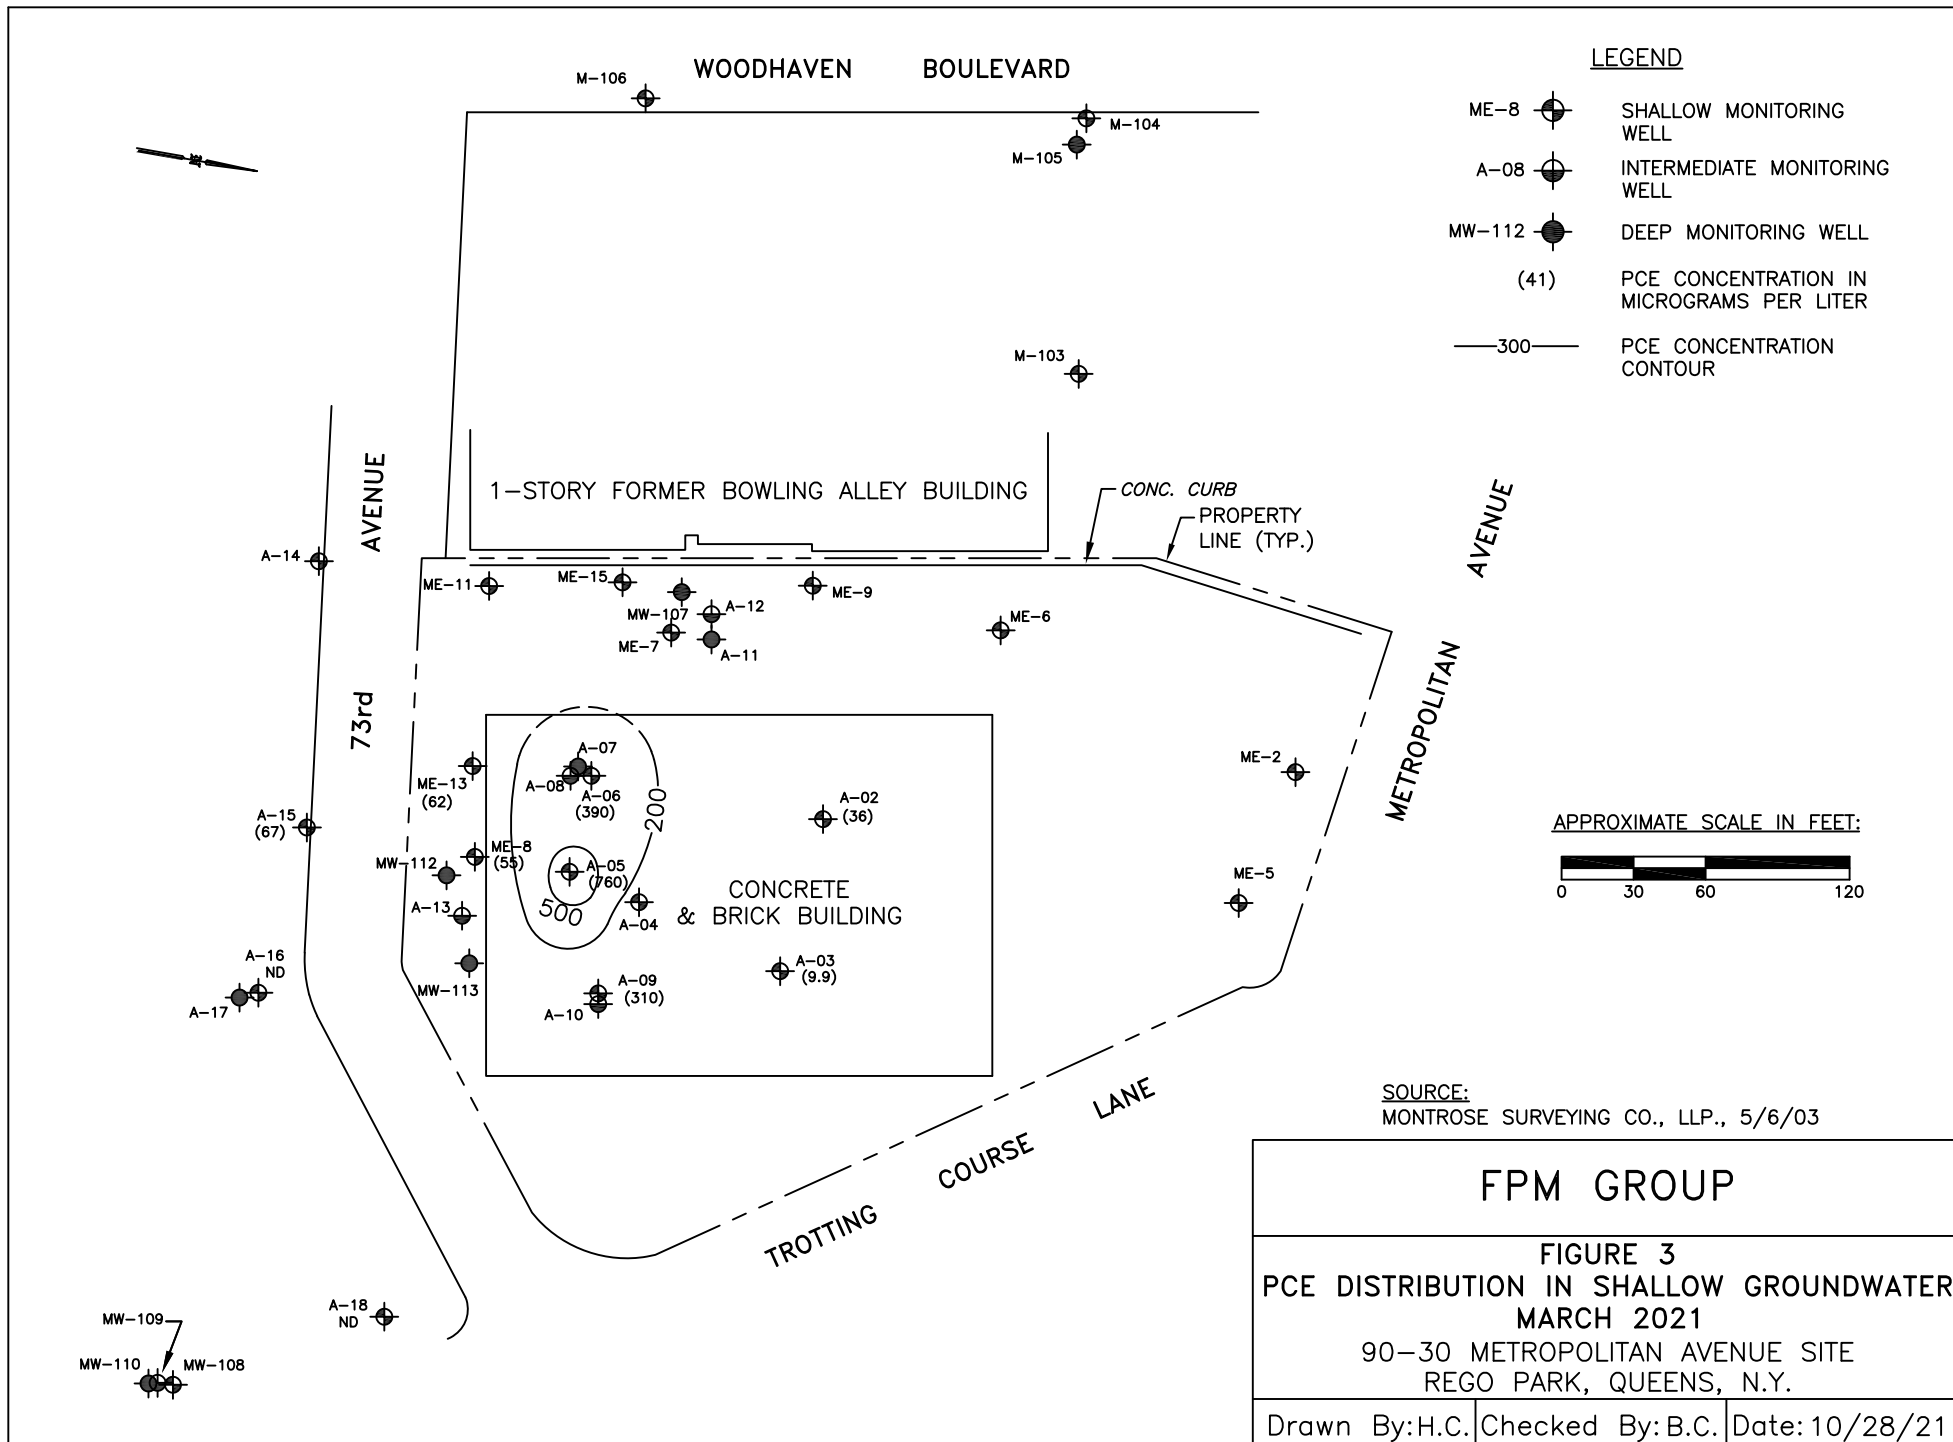 WOODHAVEN BOULEVARD
M-106
M-104
M-105
M-103
LEGEND
ME-8
SHALLOW MONITORING
WELL
A-08
INTERMEDIATE MONITORING
WELL
MW-112
DEEP MONITORING WELL
(41)
PCE CONCENTRATION IN
MICROGRAMS PER LITER
300
PCE CONCENTRATION
CONTOUR
73rd AVENUE
1-STORY FORMER BOWLING ALLEY BUILDING
CONC. CURB
PROPERTY
LINE (TYP.)
METROPOLITAN AVENUE
A-14
ME-11
ME-15
MW-107
ME-7
A-12
A-11
ME-9
ME-6
ME-2
ME-5
ME-13
(62)
A-07
A-08
A-06
(390)
200
A-02
(36)
A-15
(67)
ME-8
(55)
MW-112
A-05
(760)
500
A-13
A-04
CONCRETE
& BRICK BUILDING
A-03
(9.9)
A-16
ND
A-17
MW-113
A-09
(310)
A-10
TROTTING COURSE LANE
A-18
ND
MW-109
MW-110
MW-108
APPROXIMATE SCALE IN FEET:
0 30 60 120
SOURCE:
MONTROSE SURVEYING CO., LLP., 5/6/03
FPM GROUP
FIGURE 3
PCE DISTRIBUTION IN SHALLOW GROUNDWATER
MARCH 2021
90-30 METROPOLITAN AVENUE SITE
REGO PARK, QUEENS, N.Y.
Drawn By: H.C. Checked By: B.C. Date: 10/28/21